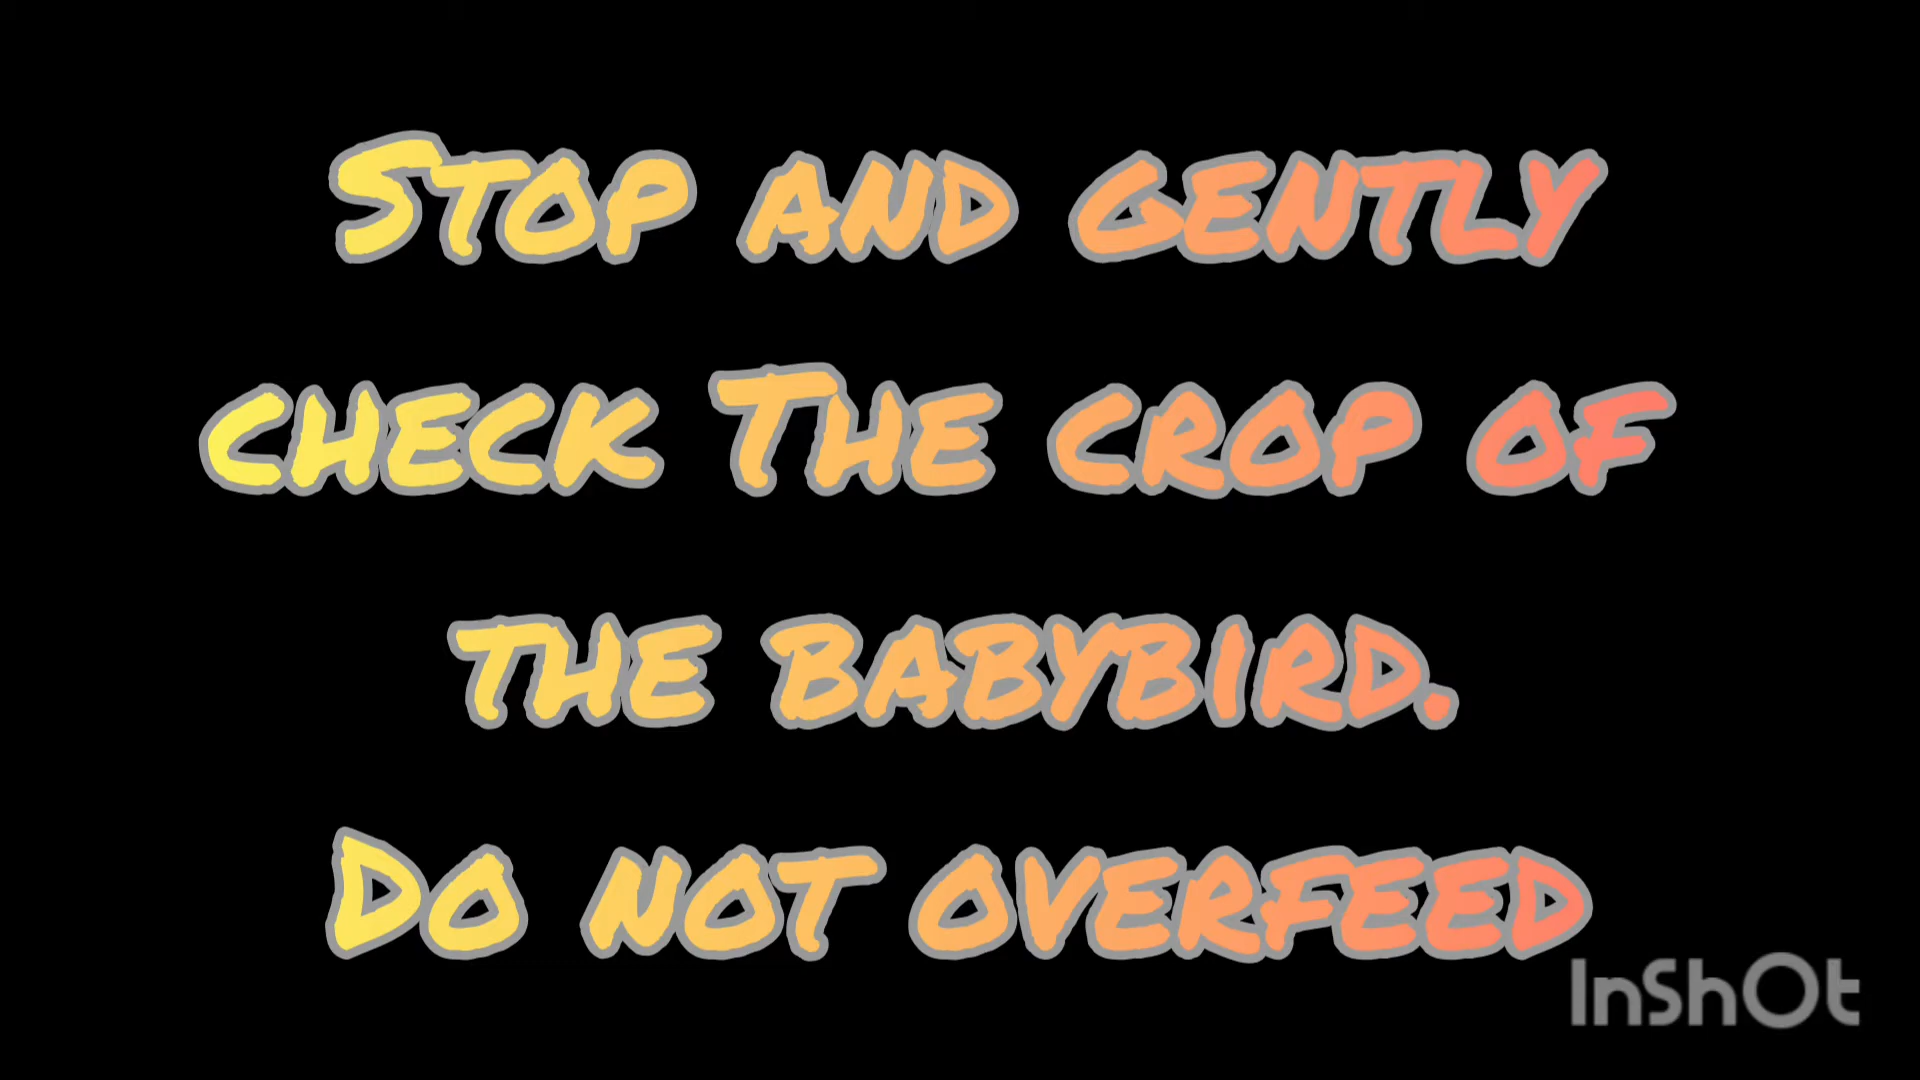 Stop and gently
check The crop of
the babybird.
Do not overfeed
InShOt